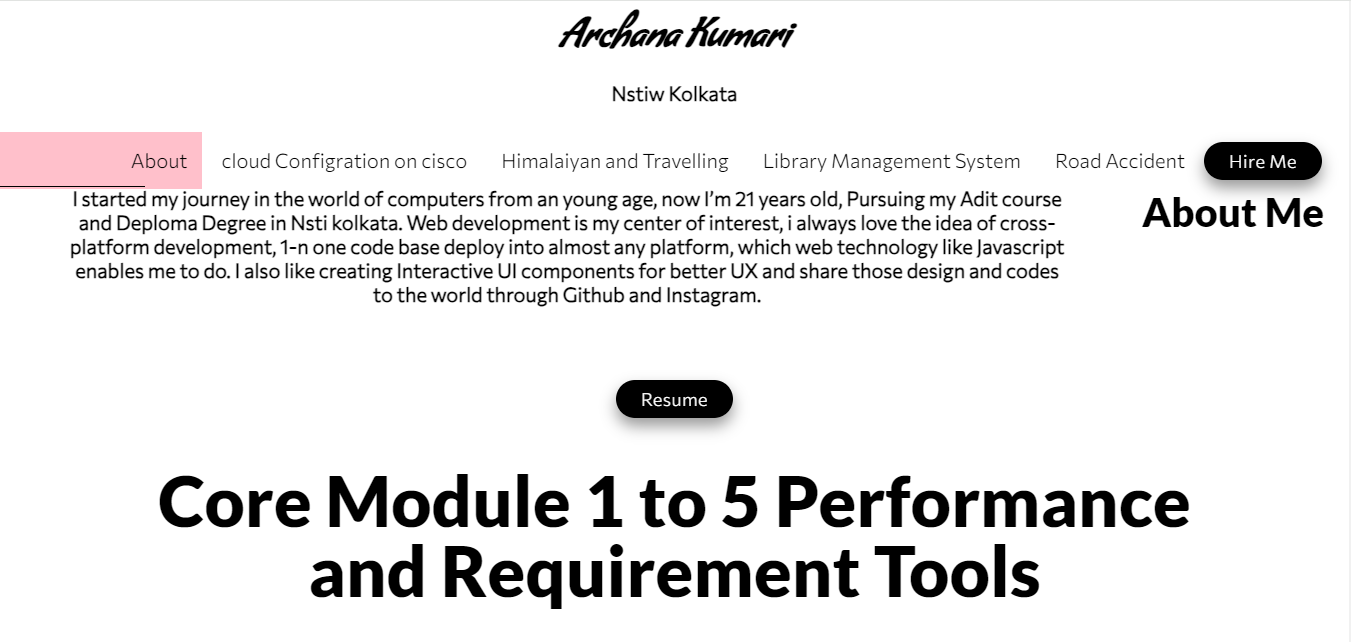 Archana Kumari
Nstiw Kolkata
About cloud Configration on cisco Himalaiyan and Travelling Library Management System Road Accident Hire Me
I started my journey in the world of computers from an young age, now I'm 21 years old, Pursuing my Adit course
and Deploma Degree in Nsti kolkata. Web development is my center of interest, i always love the idea of cross-
platform development, 1-n one code base deploy into almost any platform, which web technology like Javascript
enables me to do. I also like creating Interactive UI components for better UX and share those design and codes
to the world through Github and Instagram.
About Me
Resume
Core Module 1 to 5 Performance
and Requirement Tools